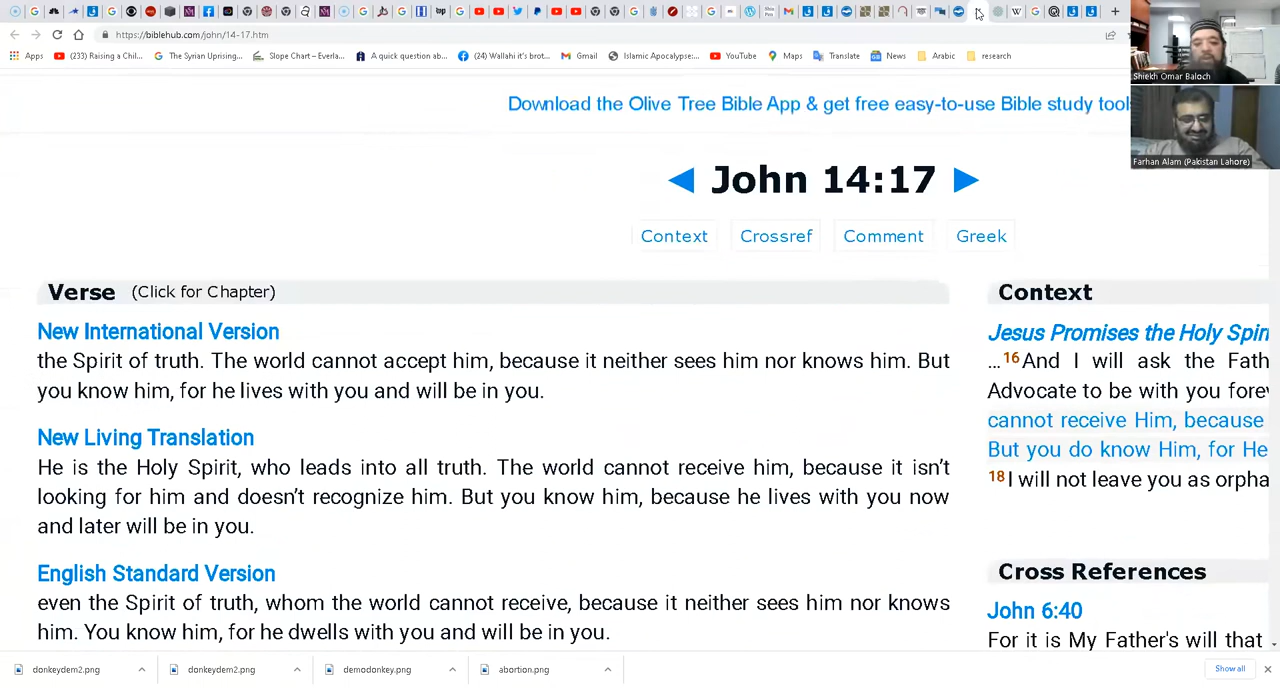 https://biblehub.com/john/14-17.htm
Apps
(233) Raising a Chil...
The Syrian Uprising...
Slope Chart – Everla...
A quick question ab...
(24) Wallahi it's brot...
Gmail
Islamic Apocalypse:...
YouTube
Maps
Translate
News
Arabic
research
Shiekh Omar Baloch
Farhan Alam (Pakistan Lahore)
Download the Olive Tree Bible App & get free easy-to-use Bible study tools
John 14:17
Context
Crossref
Comment
Greek
Verse (Click for Chapter)
New International Version
the Spirit of truth. The world cannot accept him, because it neither sees him nor knows him. But
you know him, for he lives with you and will be in you.
New Living Translation
He is the Holy Spirit, who leads into all truth. The world cannot receive him, because it isn't
looking for him and doesn't recognize him. But you know him, because he lives with you now
and later will be in you.
English Standard Version
even the Spirit of truth, whom the world cannot receive, because it neither sees him nor knows
him. You know him, for he dwells with you and will be in you.
Context
Jesus Promises the Holy Spiri
...16And I will ask the Fath
Advocate to be with you forev
cannot receive Him, because
But you do know Him, for He
18I will not leave you as orpha
Cross References
John 6:40
For it is My Father's will that
donkeydem2.png
donkeydem2.png
demodonkey.png
abortion.png
Show all